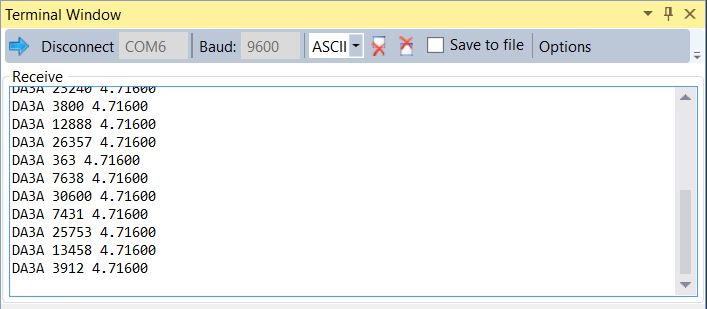 Terminal Window
Disconnect COM6 Baud: 9600 ASCII Save to file Options
Receive
DA3A 23240 4.71600
DA3A 3800 4.71600
DA3A 12888 4.71600
DA3A 26357 4.71600
DA3A 363 4.71600
DA3A 7638 4.71600
DA3A 30600 4.71600
DA3A 7431 4.71600
DA3A 25753 4.71600
DA3A 13458 4.71600
DA3A 3912 4.71600